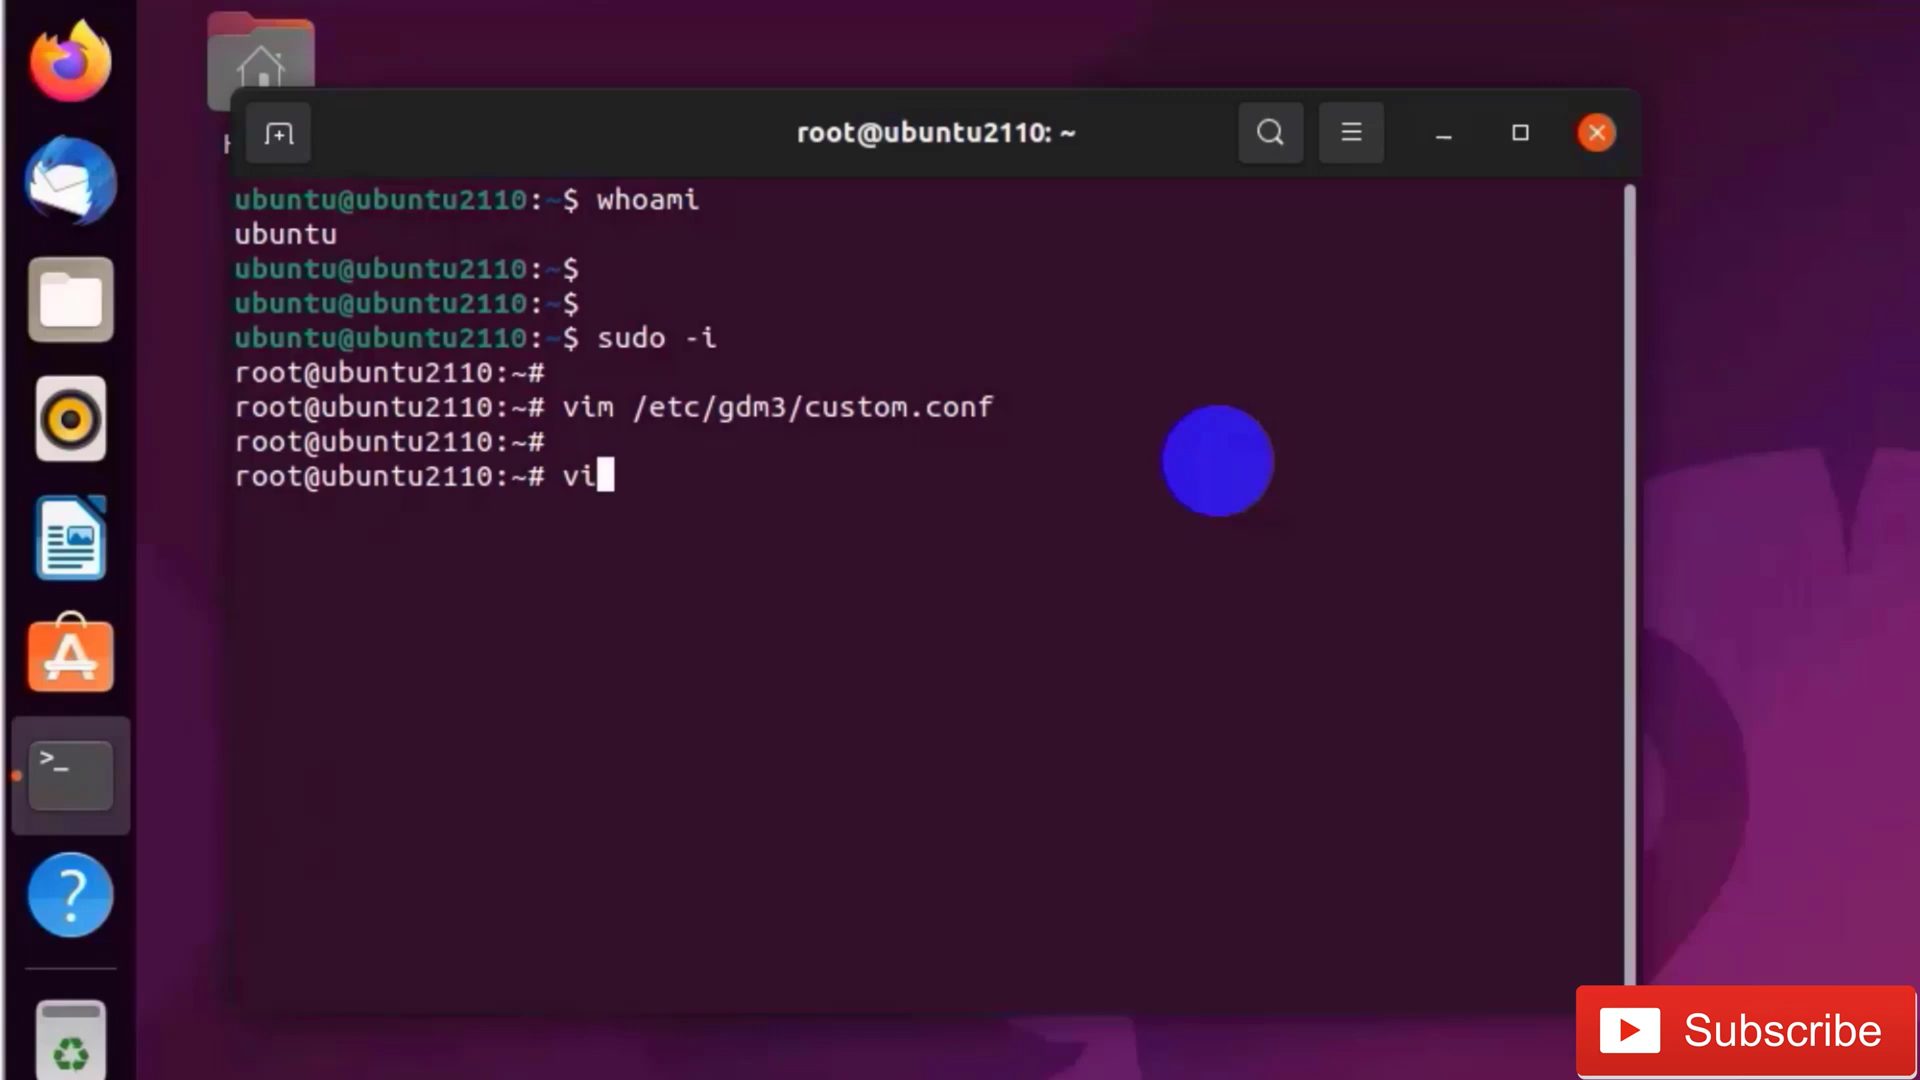 root@ubuntu2110: ~
ubuntu@ubuntu2110:~$ whoami
ubuntu
ubuntu@ubuntu2110:~$
ubuntu@ubuntu2110:~$
ubuntu@ubuntu2110:~$ sudo -i
root@ubuntu2110:~#
root@ubuntu2110:~# vim /etc/gdm3/custom.conf
root@ubuntu2110:~#
root@ubuntu2110:~# vi
Subscribe